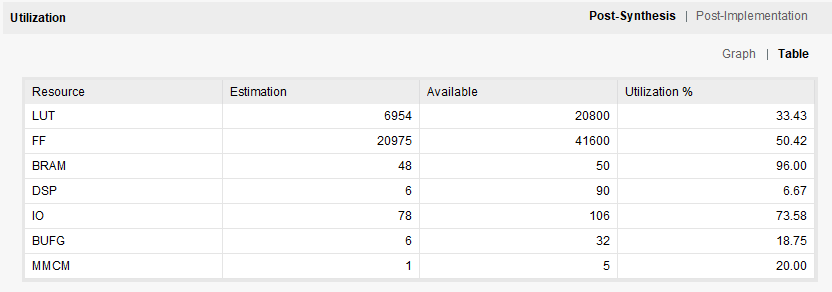 Utilization Post-Synthesis | Post-Implementation
Graph | Table
Resource Estimation Available Utilization %
LUT 6954 20800 33.43
FF 20975 41600 50.42
BRAM 48 50 96.00
DSP 6 90 6.67
IO 78 106 73.58
BUFG 6 32 18.75
MMCM 1 5 20.00